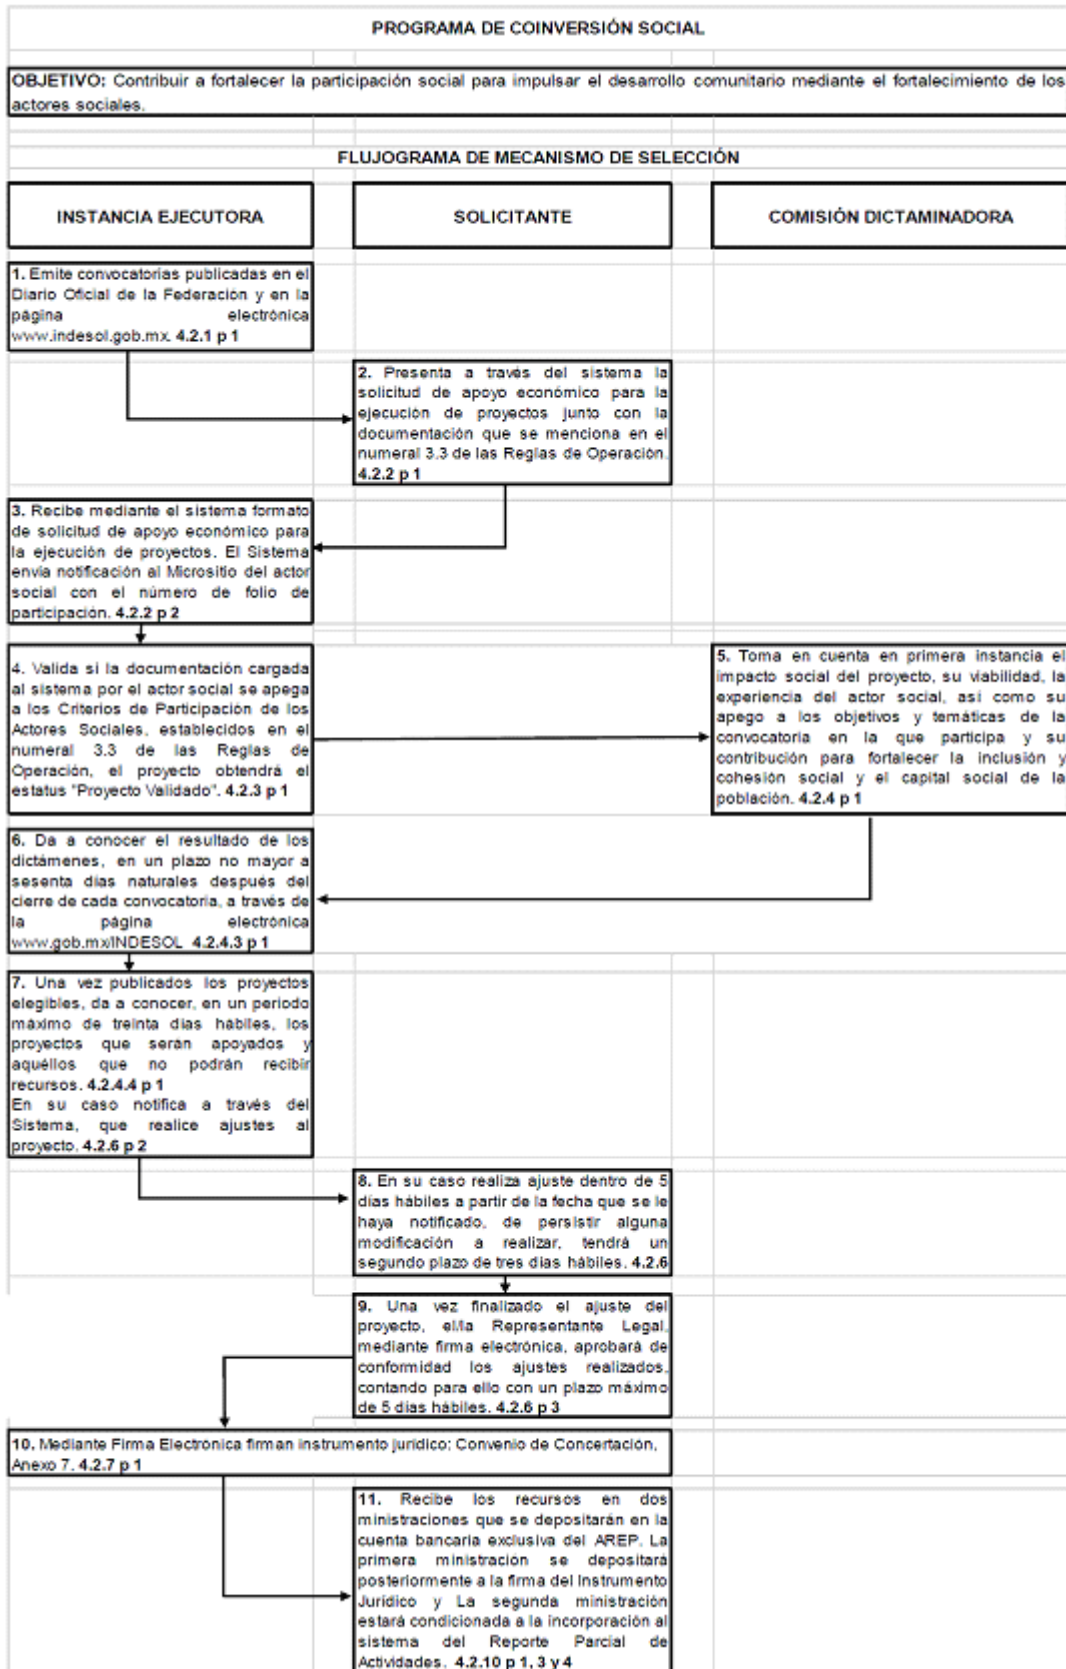 PROGRAMA DE COINVERSIÓN SOCIAL
OBJETIVO: Contribuir a fortalecer la participación social para impulsar el desarrollo comunitario mediante el fortalecimiento de los
actores sociales.
FLUJOGRAMA DE MECANISMO DE SELECCIÓN
INSTANCIA EJECUTORA
SOLICITANTE
COMISIÓN DICTAMINADORA
1. Emite convocatorias publicadas en el
Diario Oficial de la Federación y en la
página electrónica
www.indesol.gob.mx. 4.2.1 p 1
2. Presenta a través del sistema la
solicitud de apoyo económico para la
ejecución de proyectos junto con la
documentación que se menciona en el
numeral 3.3 de las Reglas de Operación.
4.2.2 p 1
3. Recibe mediante el sistema formato
de solicitud de apoyo económico para
la ejecución de proyectos. El Sistema
envía notificación al Micrositio del actor
social con el número de folio de
participación. 4.2.2 p 2
4. Valida si la documentación cargada
al sistema por el actor social se apega
a los Criterios de Participación de los
Actores Sociales, establecidos en el
numeral 3.3 de las Reglas de
Operación, el proyecto obtendrá el
estatus "Proyecto Validado". 4.2.3 p 1
5. Toma en cuenta en primera instancia el
impacto social del proyecto, su viabilidad, la
experiencia del actor social, así como su
apego a los objetivos y temáticas de la
convocatoria en la que participa y su
contribución para fortalecer la inclusión y
cohesión social y el capital social de la
población. 4.2.4 p 1
6. Da a conocer el resultado de los
dictámenes, en un plazo no mayor a
sesenta días naturales después del
cierre de cada convocatoria, a través de
la página electrónica
www.gob.mx/INDESOL 4.2.4.3 p 1
7. Una vez publicados los proyectos
elegibles, da a conocer, en un periodo
máximo de treinta días hábiles, los
proyectos que serán apoyados y
aquéllos que no podrán recibir
recursos. 4.2.4.4 p 1
En su caso notifica a través del
Sistema, que realice ajustes al
proyecto. 4.2.6 p 2
8. En su caso realiza ajuste dentro de 5
días hábiles a partir de la fecha que se le
haya notificado, de persistir alguna
modificación a realizar, tendrá un
segundo plazo de tres días hábiles. 4.2.6
9. Una vez finalizado el ajuste del
proyecto, el/la Representante Legal,
mediante firma electrónica, aprobará de
conformidad los ajustes realizados,
contando para ello con un plazo máximo
de 5 días hábiles. 4.2.6 p 3
10. Mediante Firma Electrónica firman instrumento jurídico: Convenio de Concertación,
Anexo 7. 4.2.7 p 1
11. Recibe los recursos en dos
ministraciones que se depositarán en la
cuenta bancaria exclusiva del AREP. La
primera ministración se depositará
posteriormente a la firma del Instrumento
Jurídico y La segunda ministración
estará condicionada a la incorporación al
sistema del Reporte Parcial de
Actividades. 4.2.10 p 1, 3 y 4